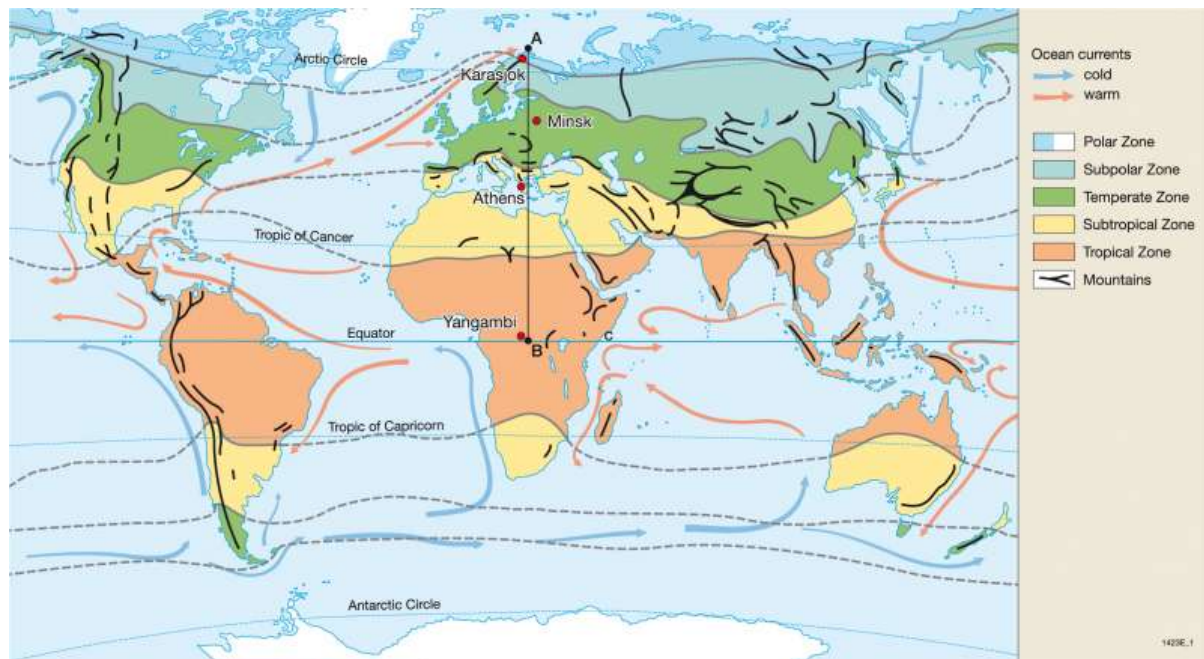 A
Arctic Circle
Karasjok
Minsk
Athens
Tropic of Cancer
Yangambi
Equator
B
C
Tropic of Capricorn
Antarctic Circle
Ocean currents
cold
warm
Polar Zone
Subpolar Zone
Temperate Zone
Subtropical Zone
Tropical Zone
Mountains
1423E_1